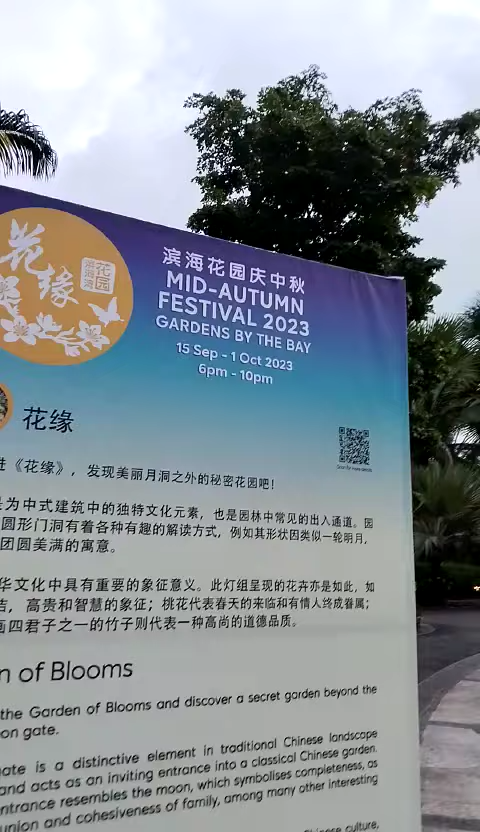 花缘
滨海湾
花园
滨海花园庆中秋
MID-AUTUMN
FESTIVAL 2023
GARDENS BY THE BAY
15 Sep - 1 Oct 2023
6pm - 10pm
花缘
《花缘》，发现美丽月洞之外的秘密花园吧！
为中式建筑中的独特文化元素，也是园林中常见的出入通道。园
圆形门洞有着各种有趣的解读方式，例如其形状因类似一轮明月，
团圆美满的寓意。
华文化中具有重要的象征意义。此灯组呈现的花卉亦是如此，如
洁，高贵和智慧的象征；桃花代表春天的来临和有情人终成眷属；
画四君子之一的竹子则代表一种高尚的道德品质。
n of Blooms
the Garden of Blooms and discover a secret garden beyond the
on gate.
ate is a distinctive element in traditional Chinese landscape
and acts as an inviting entrance into a classical Chinese garden.
ntrance resembles the moon, which symbolises completeness, as
union and cohesiveness of family, among many other interesting
Chinese culture,